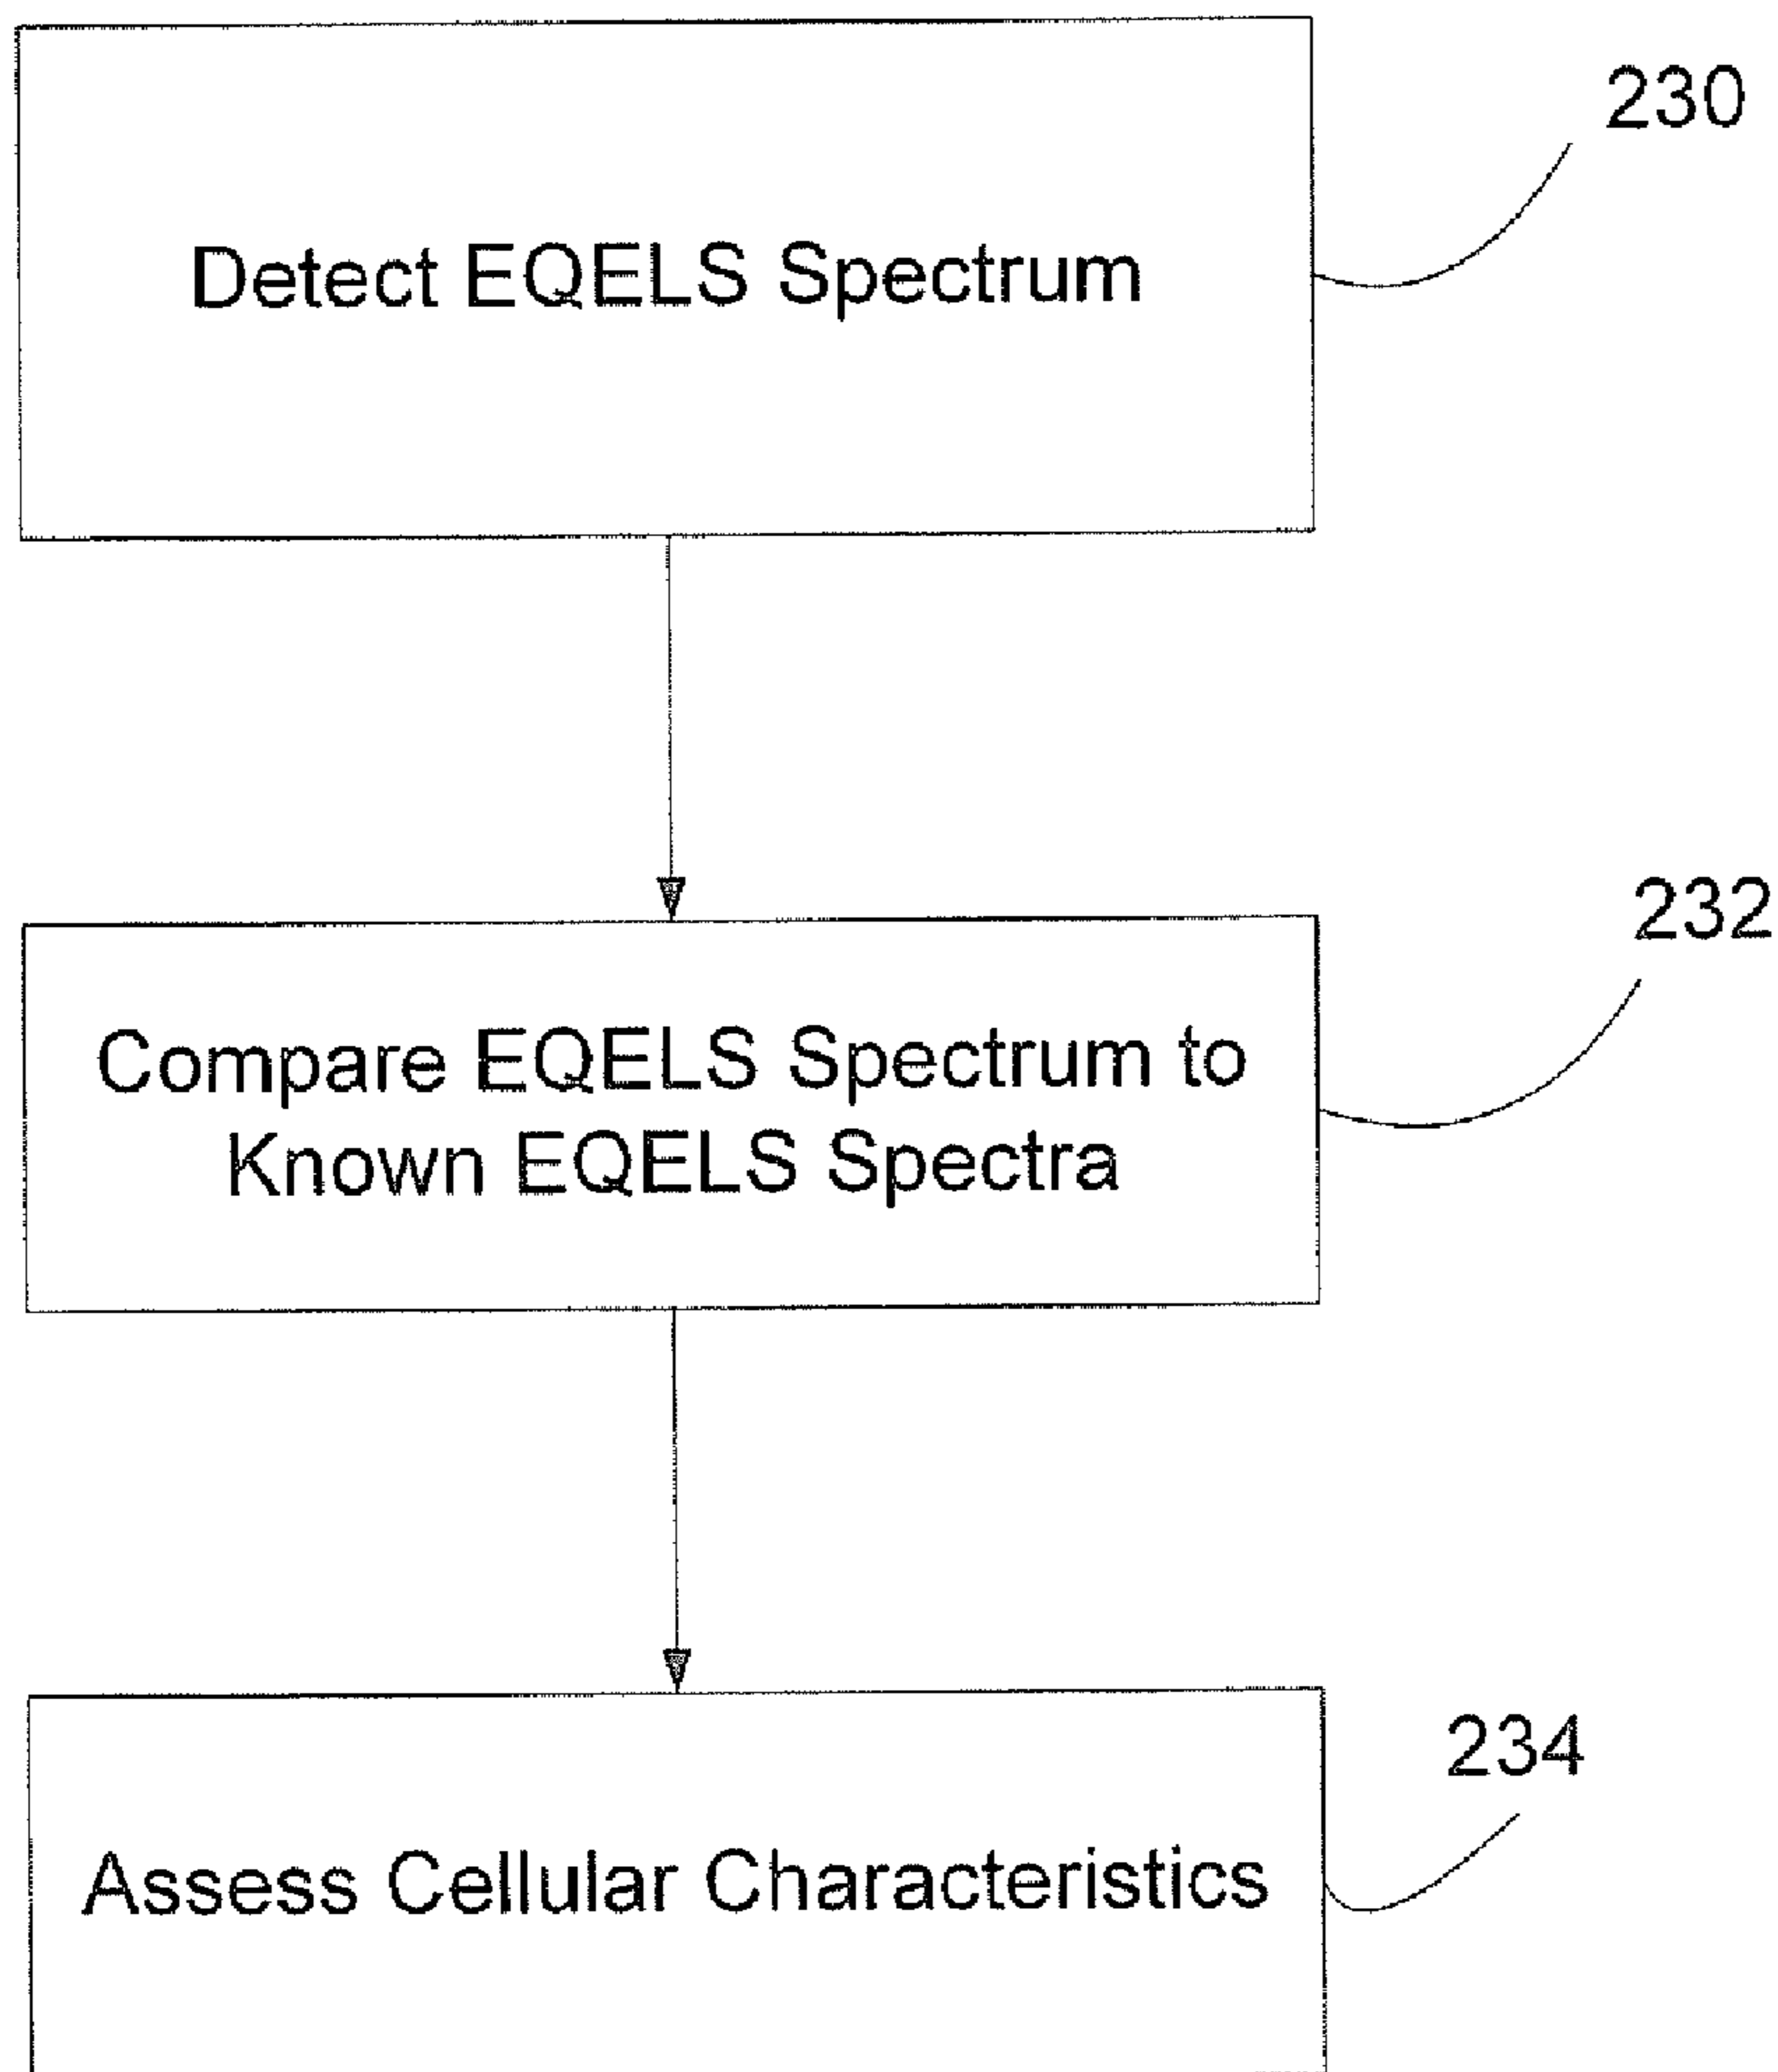 230
Detect EQELS Spectrum
232
Compare EQELS Spectrum to
Known EQELS Spectra
234
Assess Cellular Characteristics